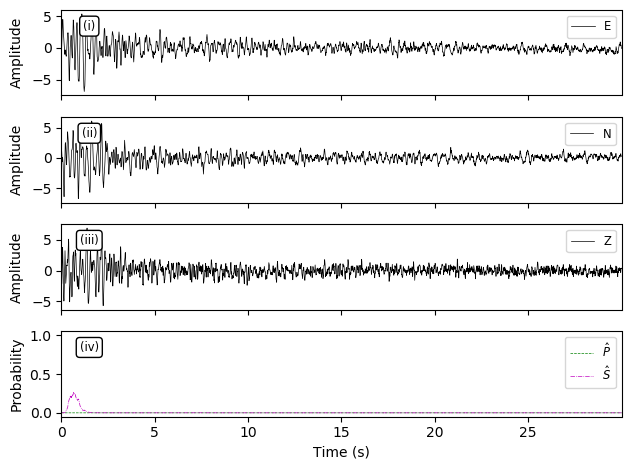 5
0
−5
Amplitude
(i)
E
5
0
−5
Amplitude
(ii)
N
5
0
−5
Amplitude
(iii)
Z
1.0
0.5
0.0
Probability
(iv)
P̂
Ŝ
0 5 10 15 20 25
Time (s)